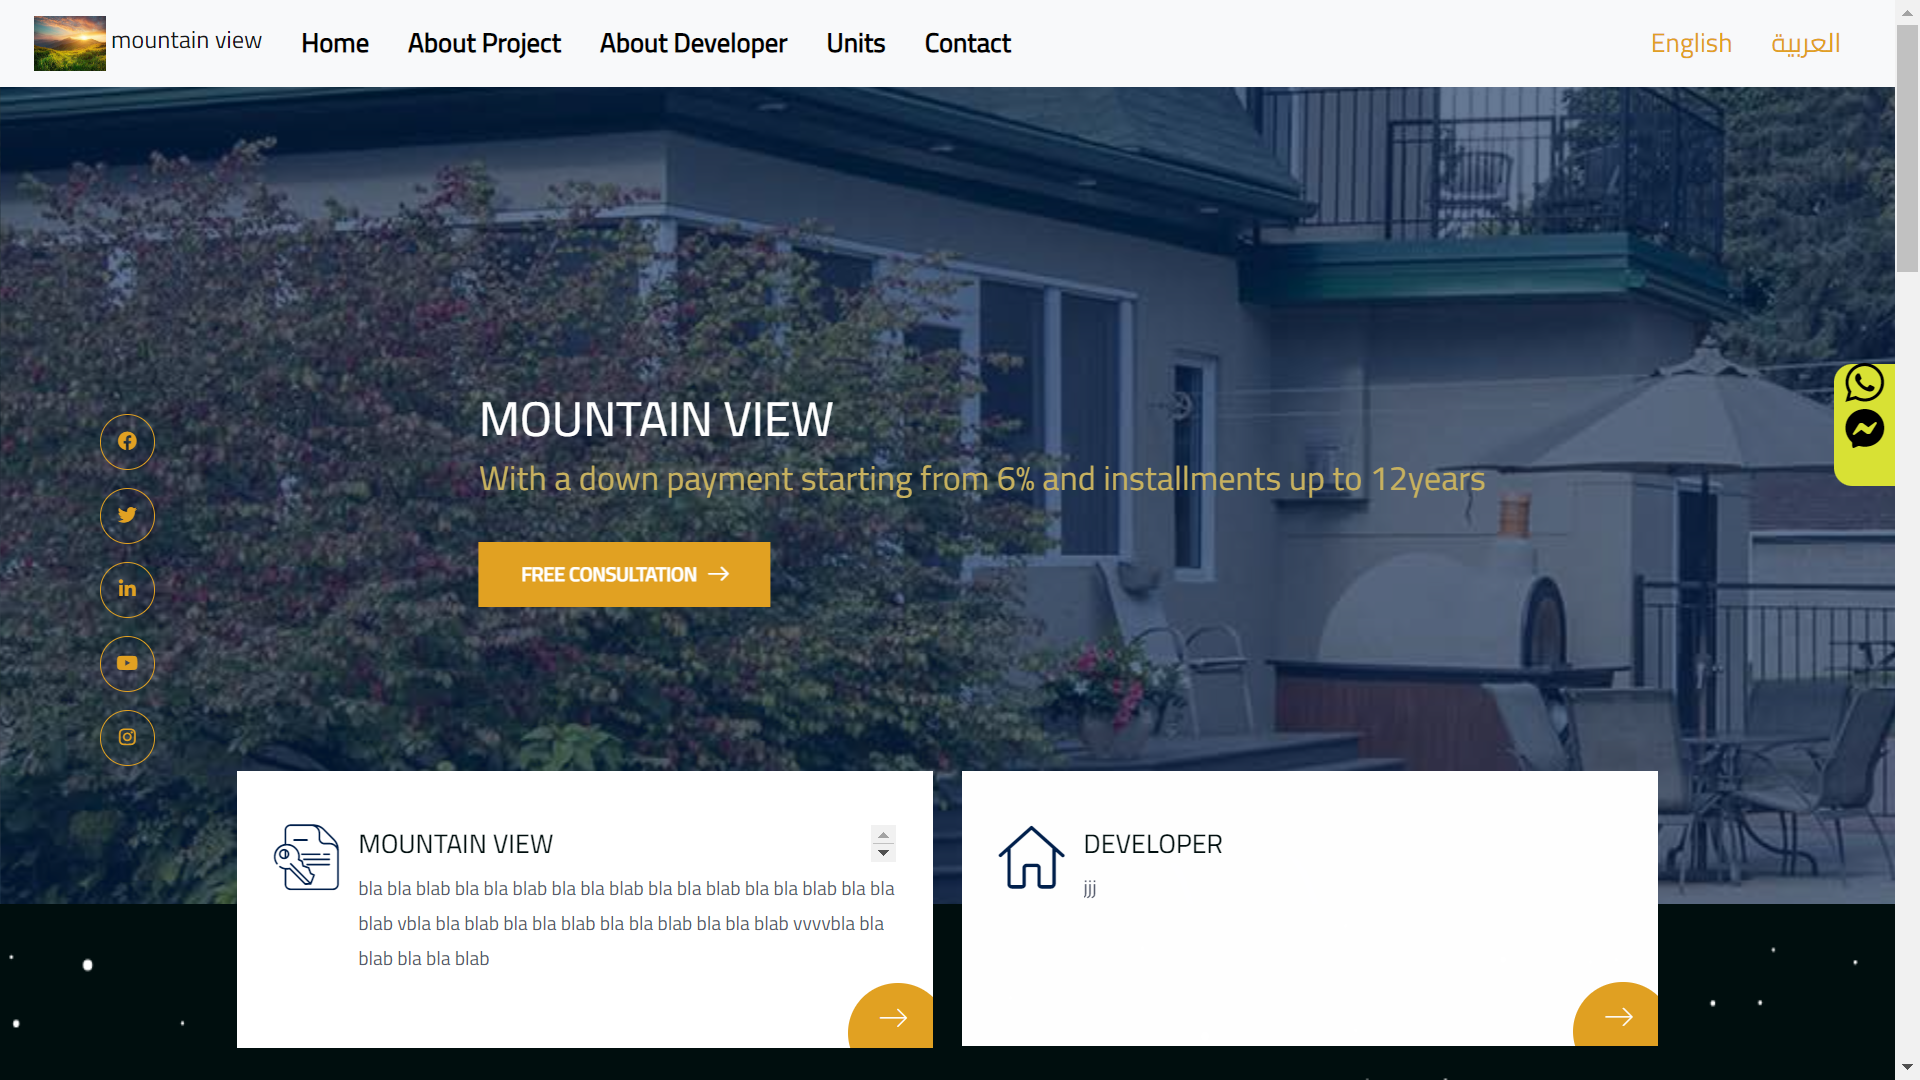 mountain view
Home
About Project
About Developer
Units
Contact
English
العربية
MOUNTAIN VIEW
With a down payment starting from 6% and installments up to 12years
FREE CONSULTATION
MOUNTAIN VIEW
bla bla blab bla bla blab bla bla blab bla bla blab bla bla blab bla bla
blab vbla bla blab bla bla blab bla bla blab bla bla blab vvvvbla bla
blab bla bla blab
DEVELOPER
jjj